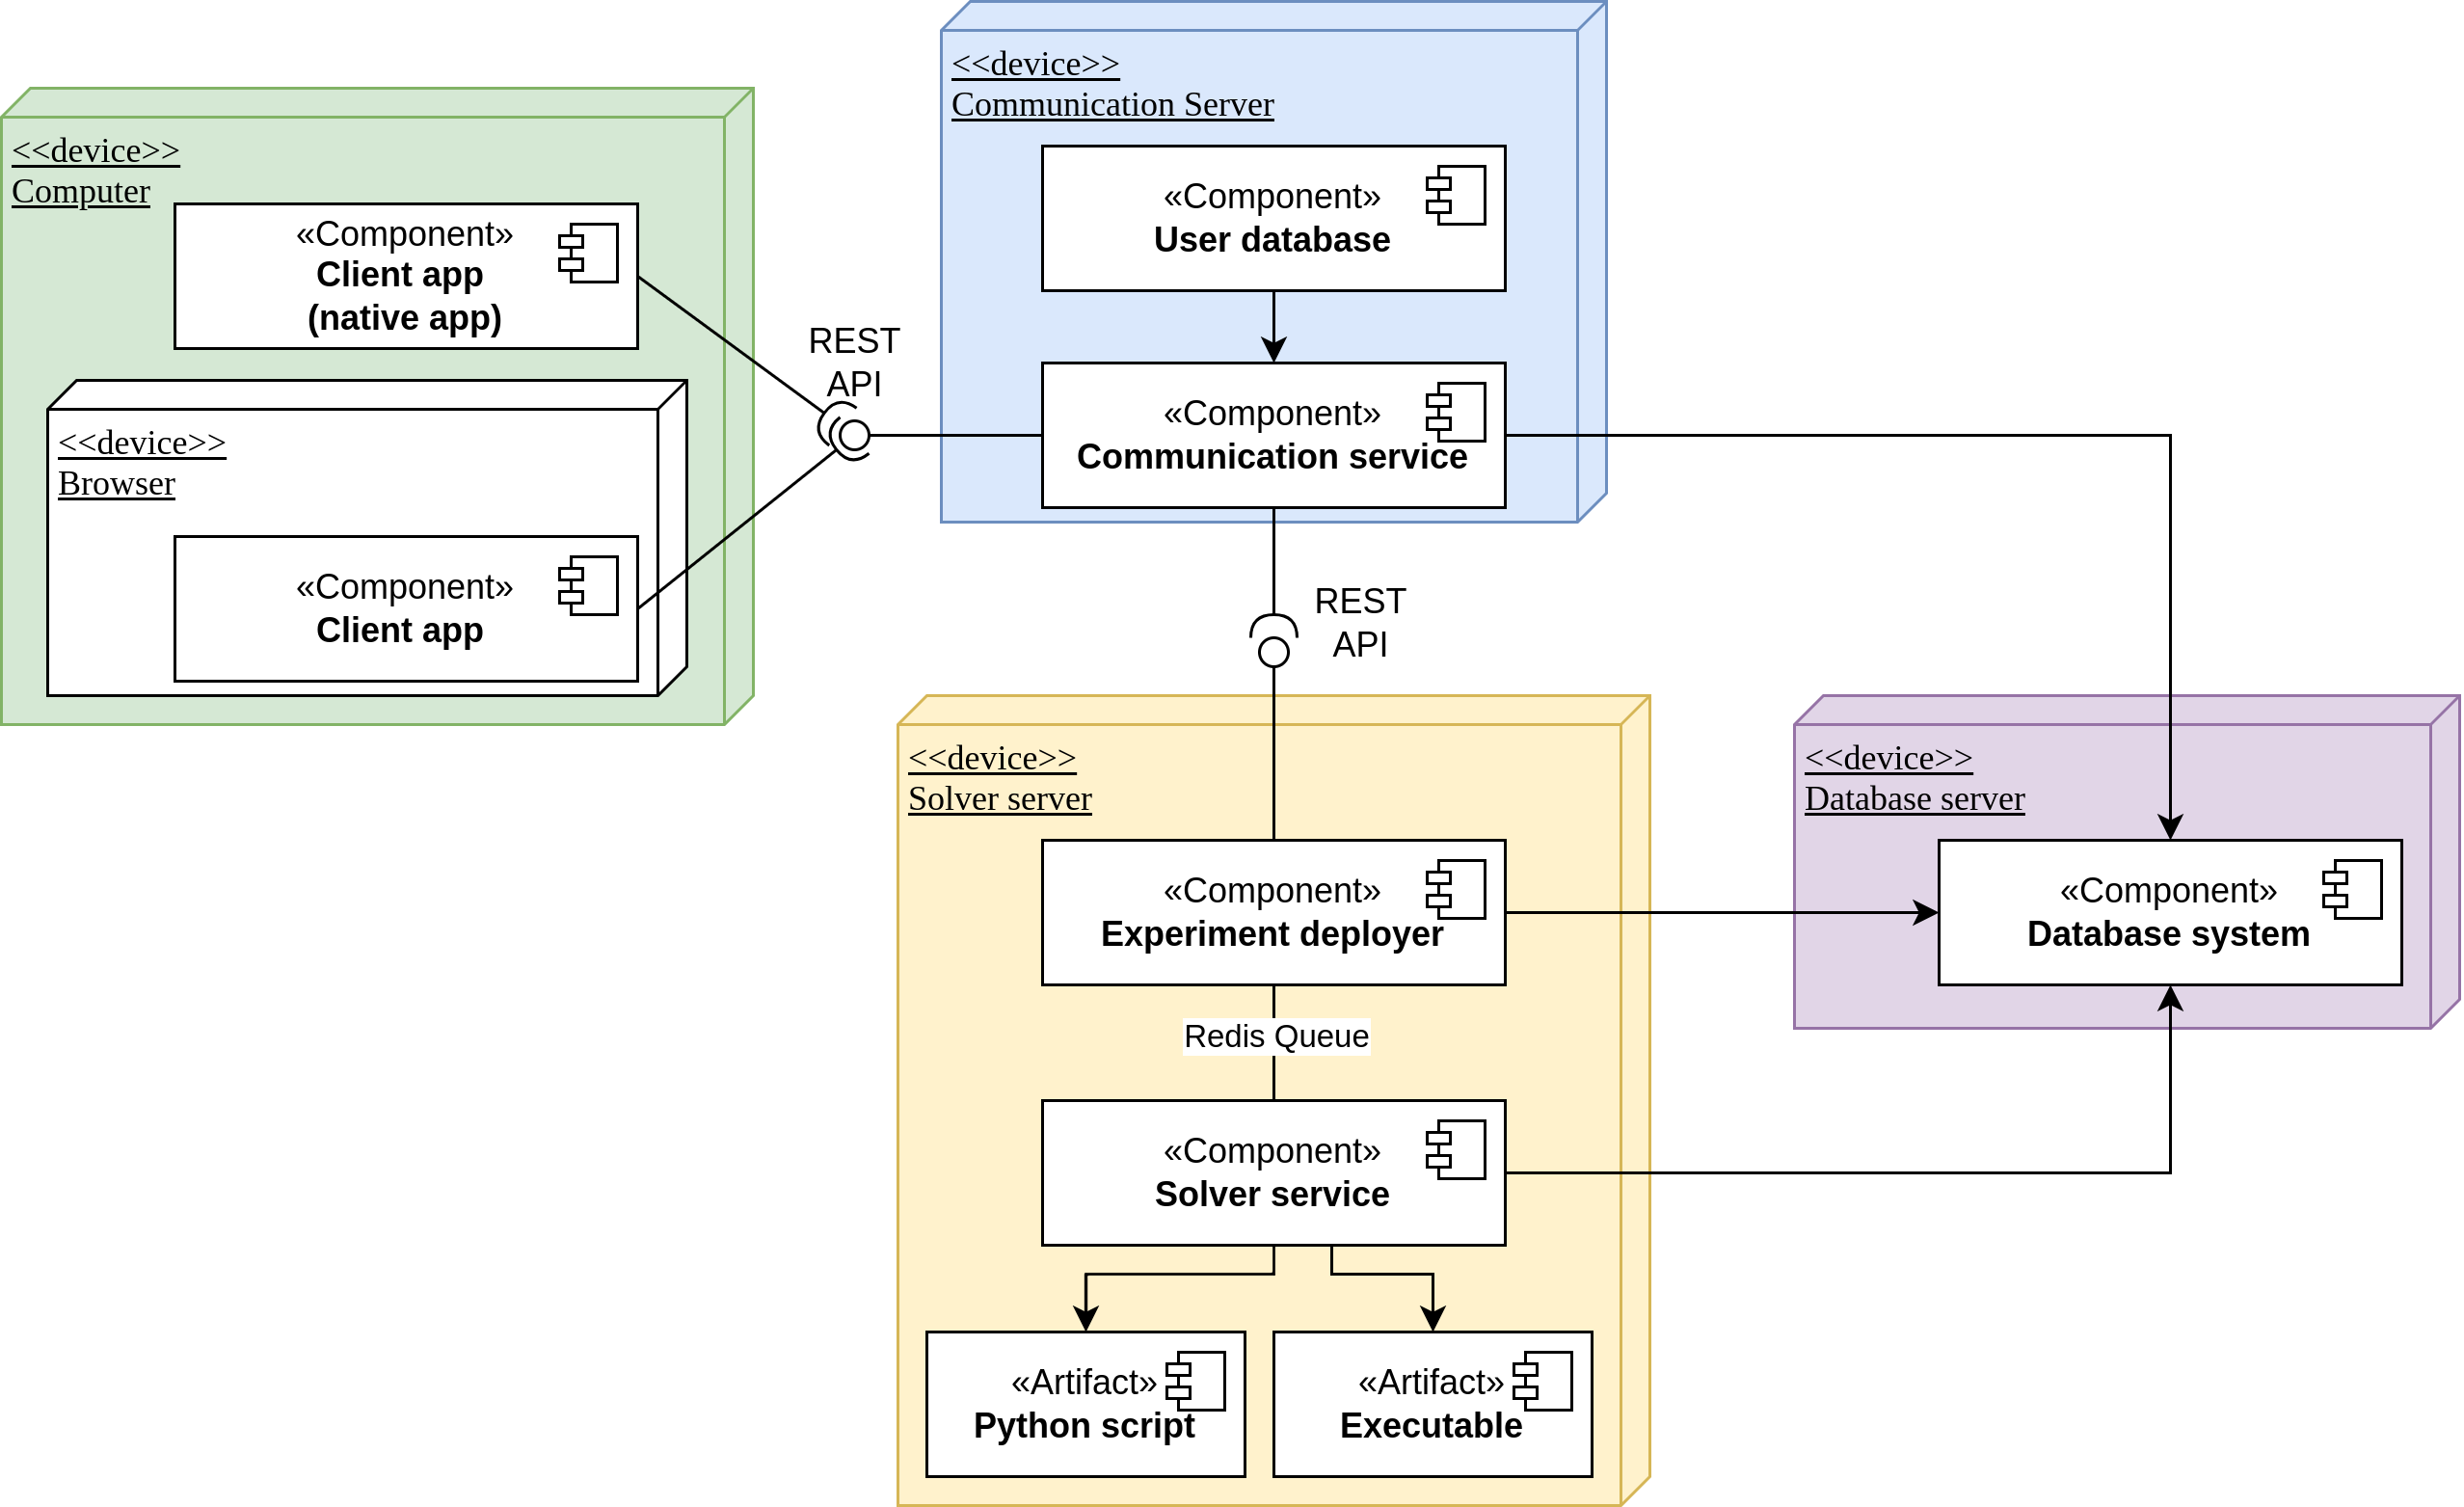 <<device>>
Computer
«Component»
Client app
(native app)
<<device>>
Browser
«Component»
Client app
REST
API
<<device>>
Communication Server
«Component»
User database
«Component»
Communication service
REST
API
<<device>>
Solver server
«Component»
Experiment deployer
Redis Queue
«Component»
Solver service
«Artifact»
Python script
«Artifact»
Executable
<<device>>
Database server
«Component»
Database system